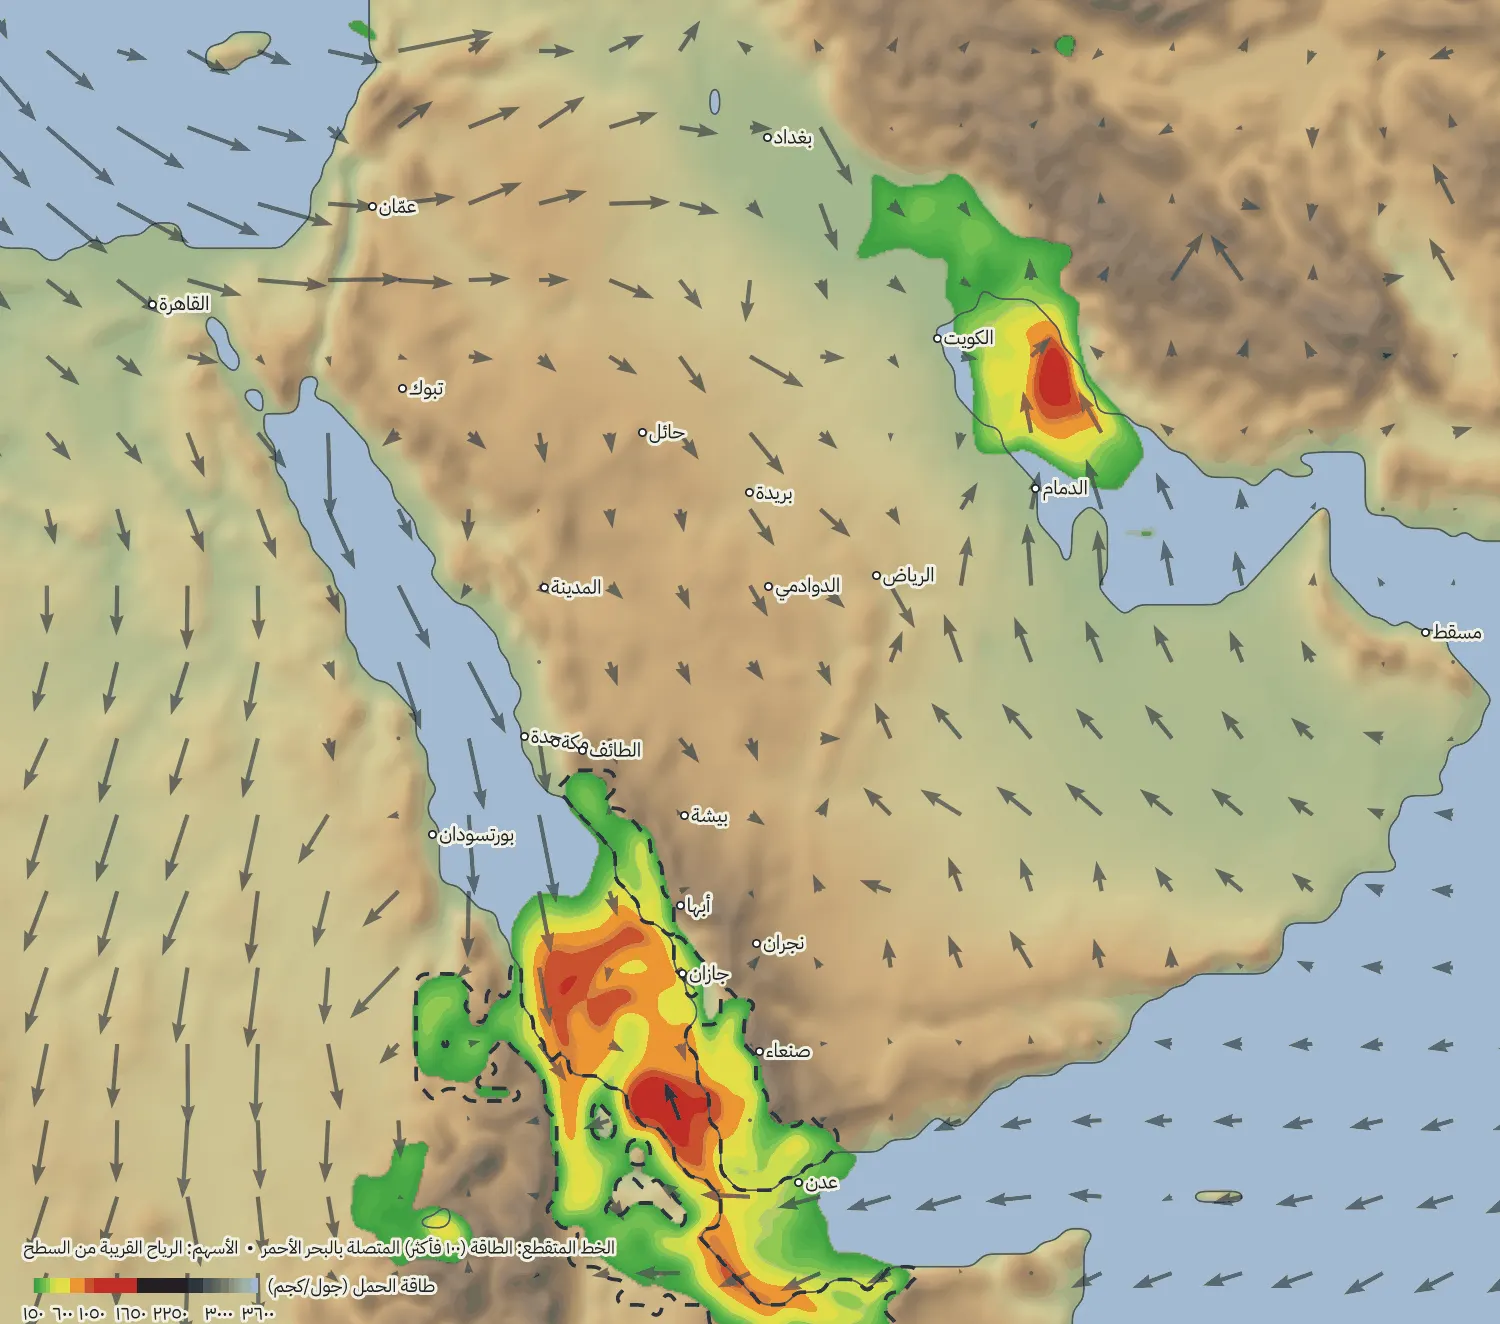 بغداد
عمّان
القاهرة
الكويت
تبوك
حائل
الدمام
بريدة
الرياض
الدوادمي
المدينة
مسقط
جدة
مكة
الطائف
بيشة
بورتسودان
أبها
نجران
جازان
صنعاء
عدن
الخط المتقطع: الطاقة (١٠٠ فأكثر) المتصلة بالبحر الأحمر • الأسهم: الرياح القريبة من السطح
طاقة الحمل (جول/كجم)
١٥٠ ٦٠٠ ١٠٥٠ ١٦٥٠ ٢٢٥٠ ٣٠٠٠ ٣٦٠٠